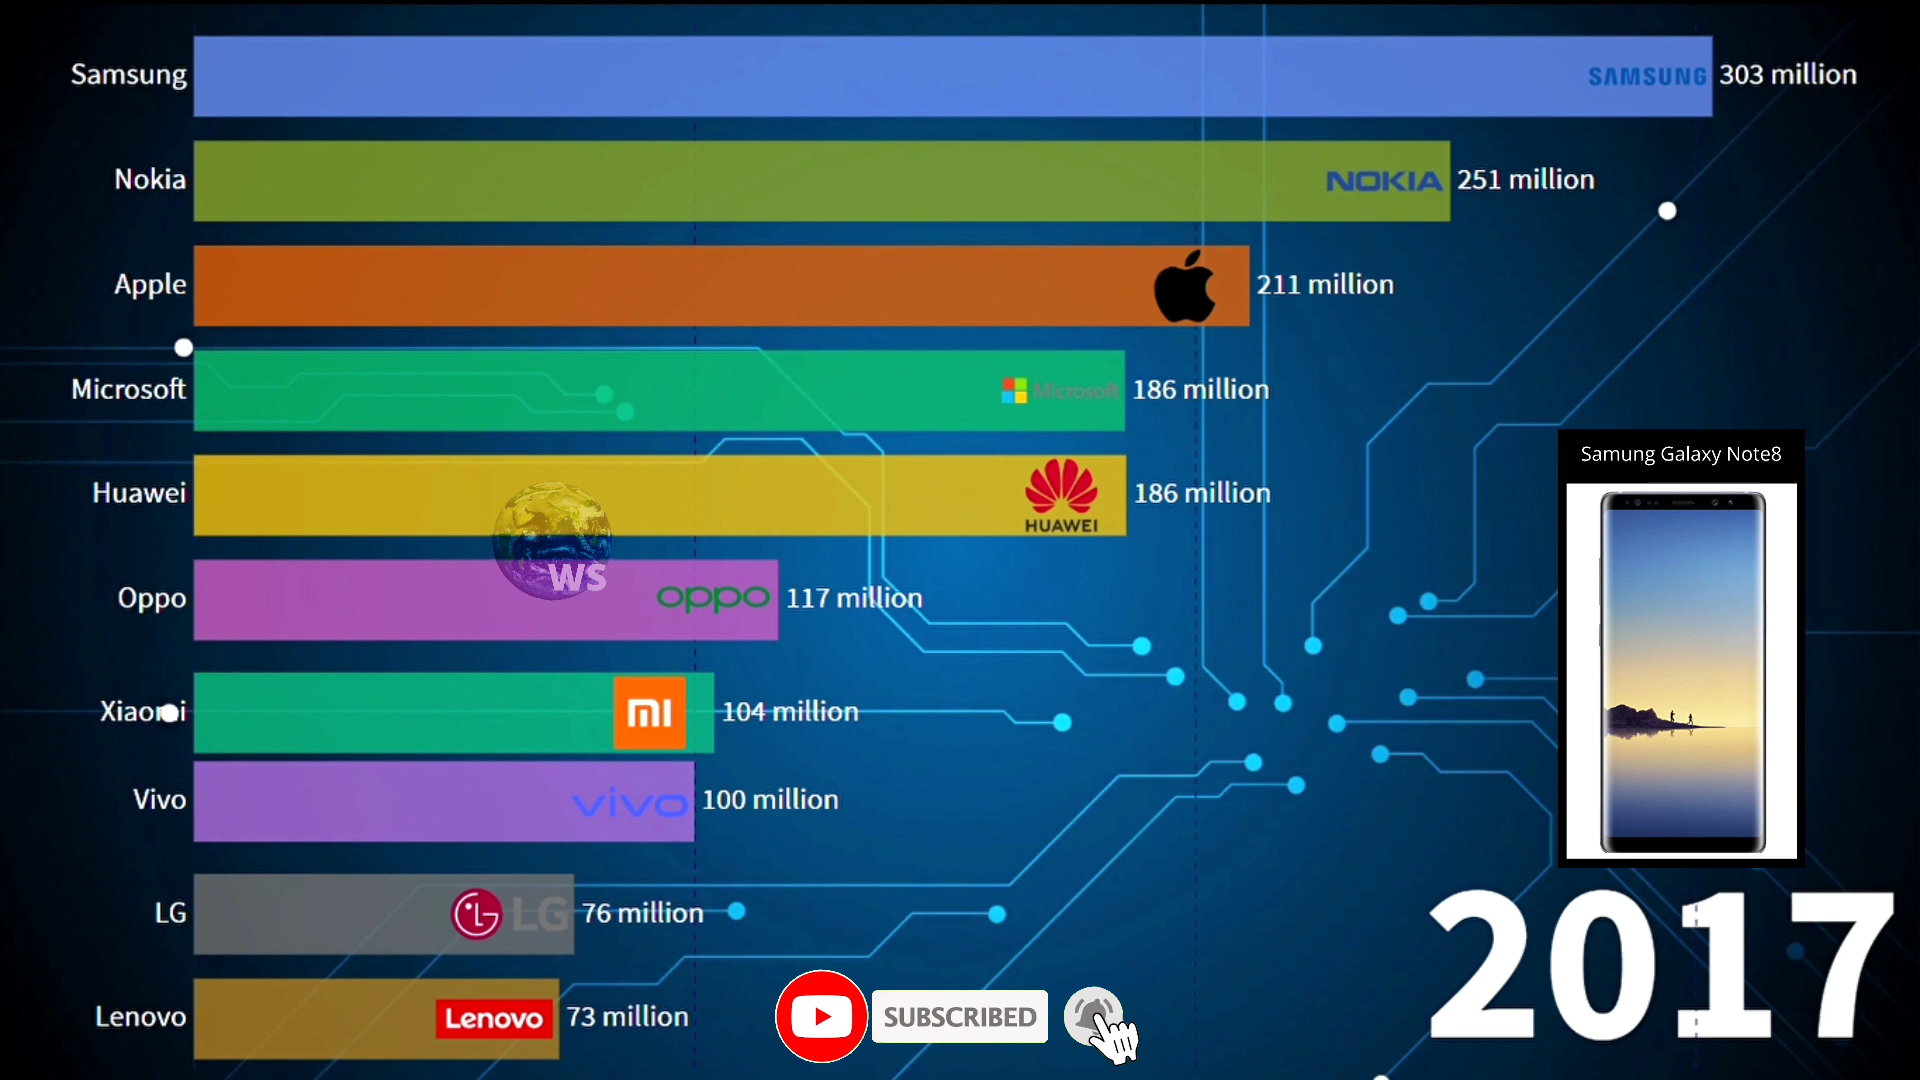 Samsung SAMSUNG 303 million
Nokia NOKIA 251 million
Apple 211 million
Microsoft Microsoft 186 million
Huawei HUAWEI 186 million
Samung Galaxy Note8
WS
Oppo oppo 117 million
Xiaomi MI 104 million
Vivo vivo 100 million
LG LG 76 million
Lenovo Lenovo 73 million
SUBSCRIBED
2017